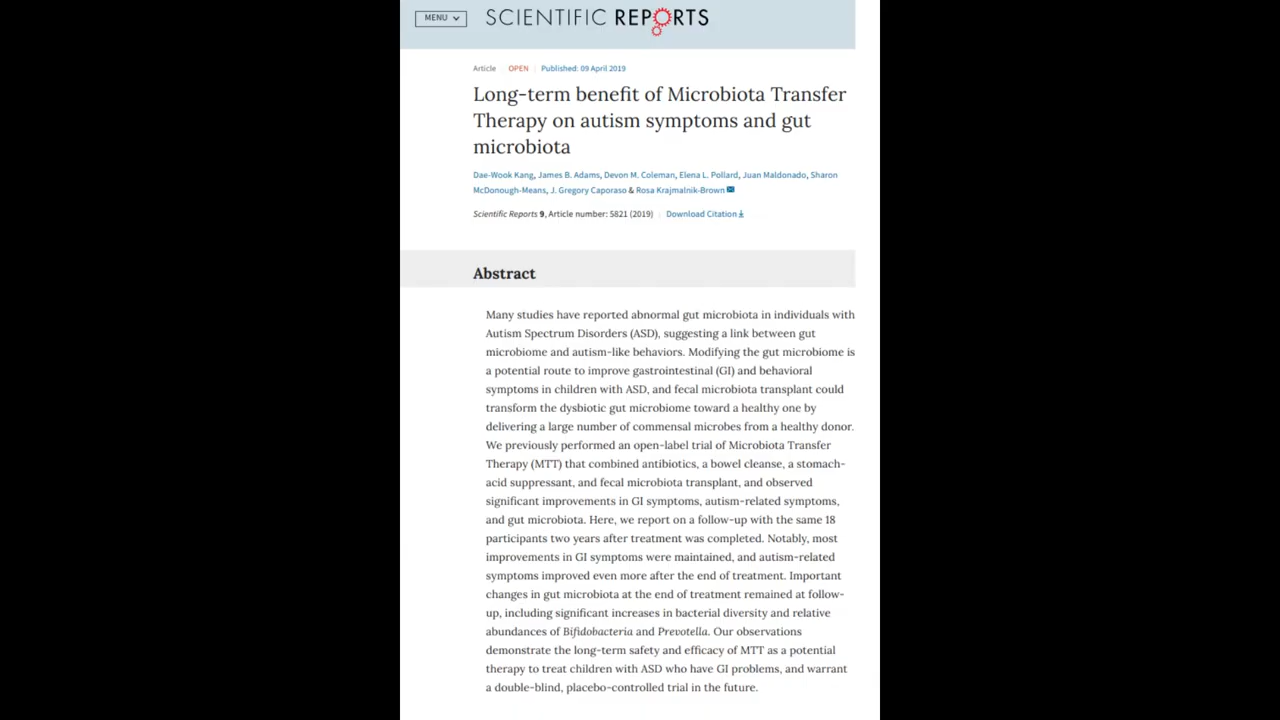 MENU
SCIENTIFIC REPORTS
Article OPEN Published: 09 April 2019
Long-term benefit of Microbiota Transfer
Therapy on autism symptoms and gut
microbiota
Dae-Wook Kang, James B. Adams, Devon M. Coleman, Elena L. Pollard, Juan Maldonado, Sharon
McDonough-Means, J. Gregory Caporaso & Rosa Krajmalnik-Brown
Scientific Reports 9, Article number: 5821 (2019) Download Citation
Abstract
Many studies have reported abnormal gut microbiota in individuals with
Autism Spectrum Disorders (ASD), suggesting a link between gut
microbiome and autism-like behaviors. Modifying the gut microbiome is
a potential route to improve gastrointestinal (GI) and behavioral
symptoms in children with ASD, and fecal microbiota transplant could
transform the dysbiotic gut microbiome toward a healthy one by
delivering a large number of commensal microbes from a healthy donor.
We previously performed an open-label trial of Microbiota Transfer
Therapy (MTT) that combined antibiotics, a bowel cleanse, a stomach-
acid suppressant, and fecal microbiota transplant, and observed
significant improvements in GI symptoms, autism-related symptoms,
and gut microbiota. Here, we report on a follow-up with the same 18
participants two years after treatment was completed. Notably, most
improvements in GI symptoms were maintained, and autism-related
symptoms improved even more after the end of treatment. Important
changes in gut microbiota at the end of treatment remained at follow-
up, including significant increases in bacterial diversity and relative
abundances of Bifidobacteria and Prevotella. Our observations
demonstrate the long-term safety and efficacy of MTT as a potential
therapy to treat children with ASD who have GI problems, and warrant
a double-blind, placebo-controlled trial in the future.